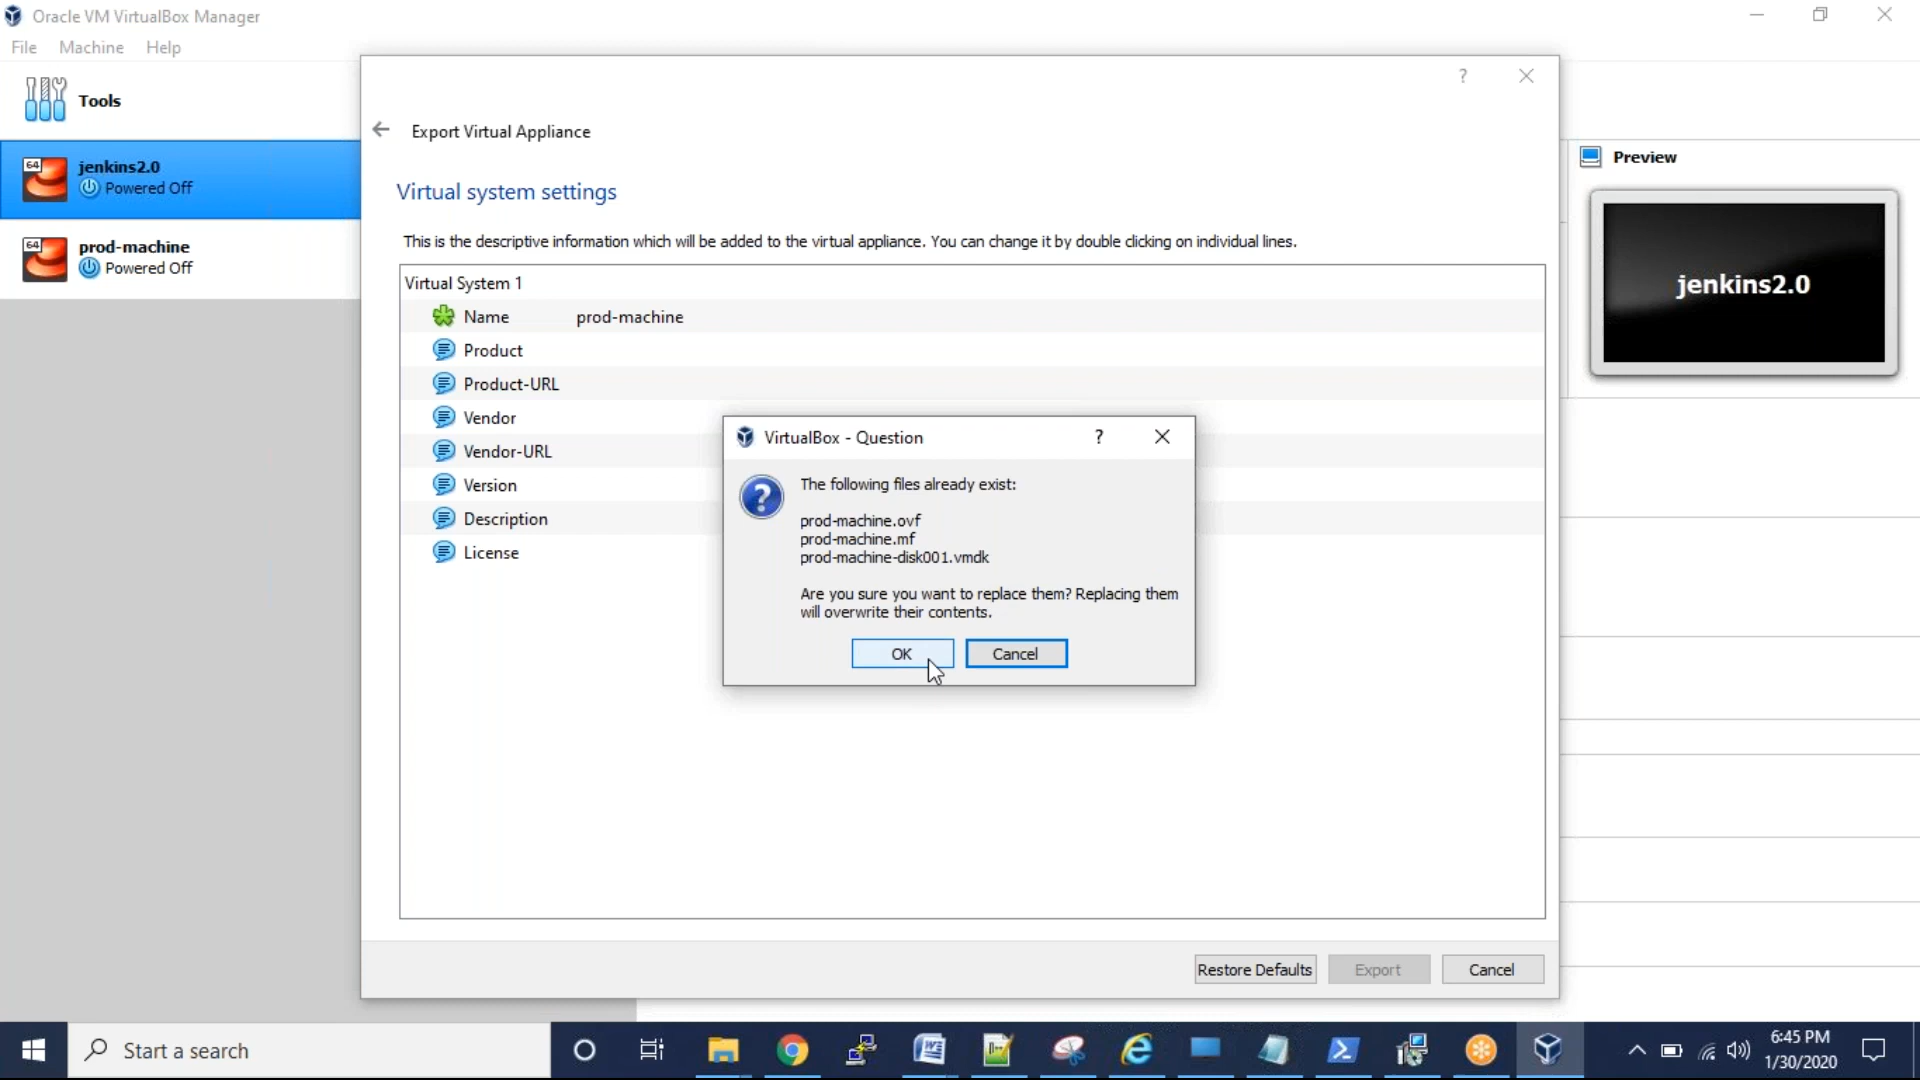 Oracle VM VirtualBox Manager
File Machine Help
Tools
64 jenkins2.0
Powered Off
64 prod-machine
Powered Off
? 
Export Virtual Appliance
Virtual system settings
This is the descriptive information which will be added to the virtual appliance. You can change it by double clicking on individual lines.
Virtual System 1
Name prod-machine
Product
Product-URL
Vendor
Vendor-URL
Version
Description
License
VirtualBox - Question ?
The following files already exist:
prod-machine.ovf
prod-machine.mf
prod-machine-disk001.vmdk
Are you sure you want to replace them? Replacing them
will overwrite their contents.
OK Cancel
Restore Defaults Export Cancel
Preview
jenkins2.0
Start a search
6:45 PM
1/30/2020